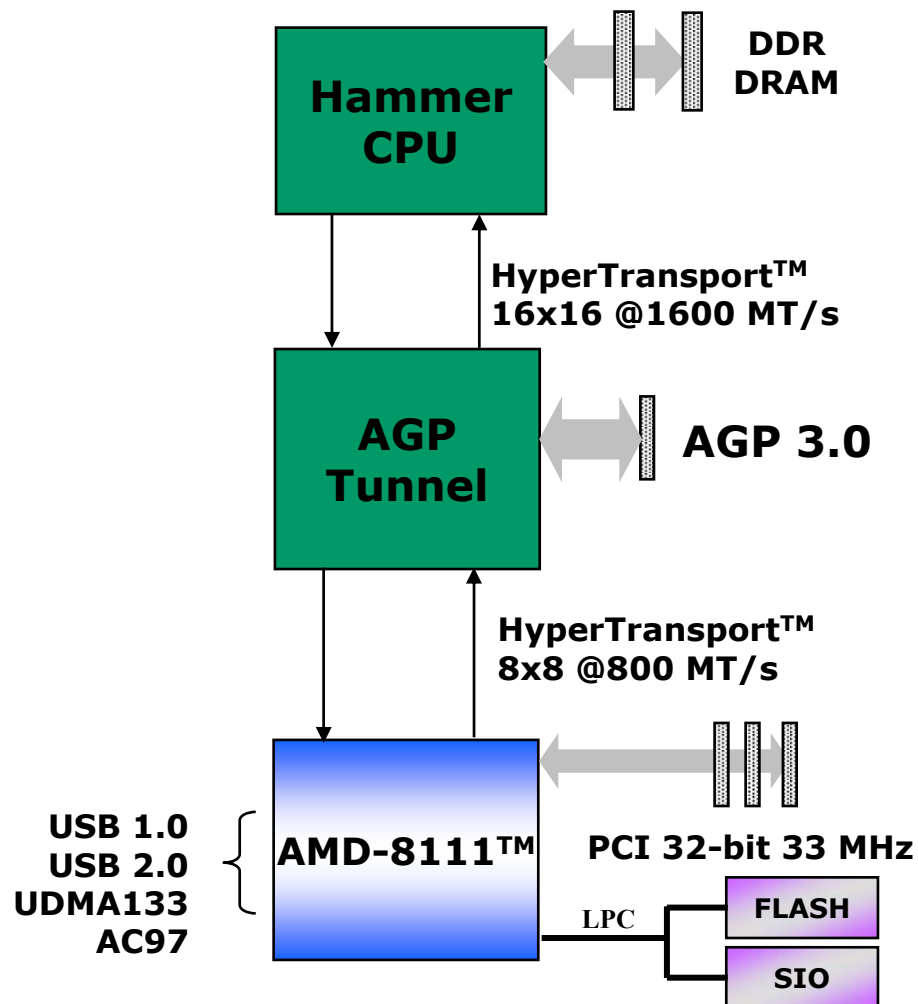 Hammer
CPU
DDR
DRAM
HyperTransport™
16x16 @1600 MT/s
AGP
Tunnel
AGP 3.0
HyperTransport™
8x8 @800 MT/s
USB 1.0
USB 2.0
UDMA133
AC97
AMD-8111™
PCI 32-bit 33 MHz
LPC
FLASH
SIO